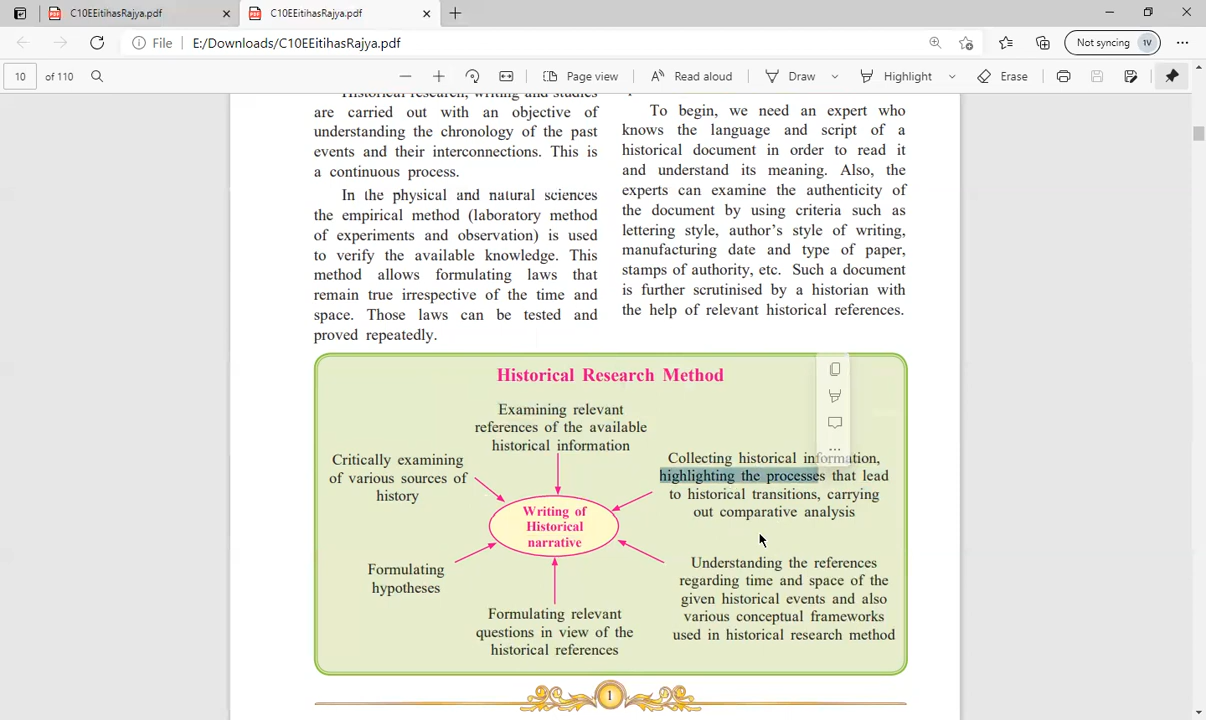 C10EEitihasRajya.pdf
C10EEitihasRajya.pdf
File
E:/Downloads/C10EEitihasRajya.pdf
Not syncing
1V
10
of 110
Page view
Read aloud
Draw
Highlight
Erase
Historical research, writing and studies
are carried out with an objective of
understanding the chronology of the past
events and their interconnections. This is
a continuous process.
In the physical and natural sciences
the empirical method (laboratory method
of experiments and observation) is used
to verify the available knowledge. This
method allows formulating laws that
remain true irrespective of the time and
space. Those laws can be tested and
proved repeatedly.
To begin, we need an expert who
knows the language and script of a
historical document in order to read it
and understand its meaning. Also, the
experts can examine the authenticity of
the document by using criteria such as
lettering style, author's style of writing,
manufacturing date and type of paper,
stamps of authority, etc. Such a document
is further scrutinised by a historian with
the help of relevant historical references.
Historical Research Method
Examining relevant
references of the available
historical information
Critically examining
of various sources of
history
Collecting historical information,
highlighting the processes that lead
to historical transitions, carrying
out comparative analysis
Writing of
Historical
narrative
Formulating
hypotheses
Understanding the references
regarding time and space of the
given historical events and also
various conceptual frameworks
used in historical research method
Formulating relevant
questions in view of the
historical references
1